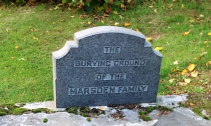 THE
BURYING GROUND
OF THE
MARSDEN FAMILY